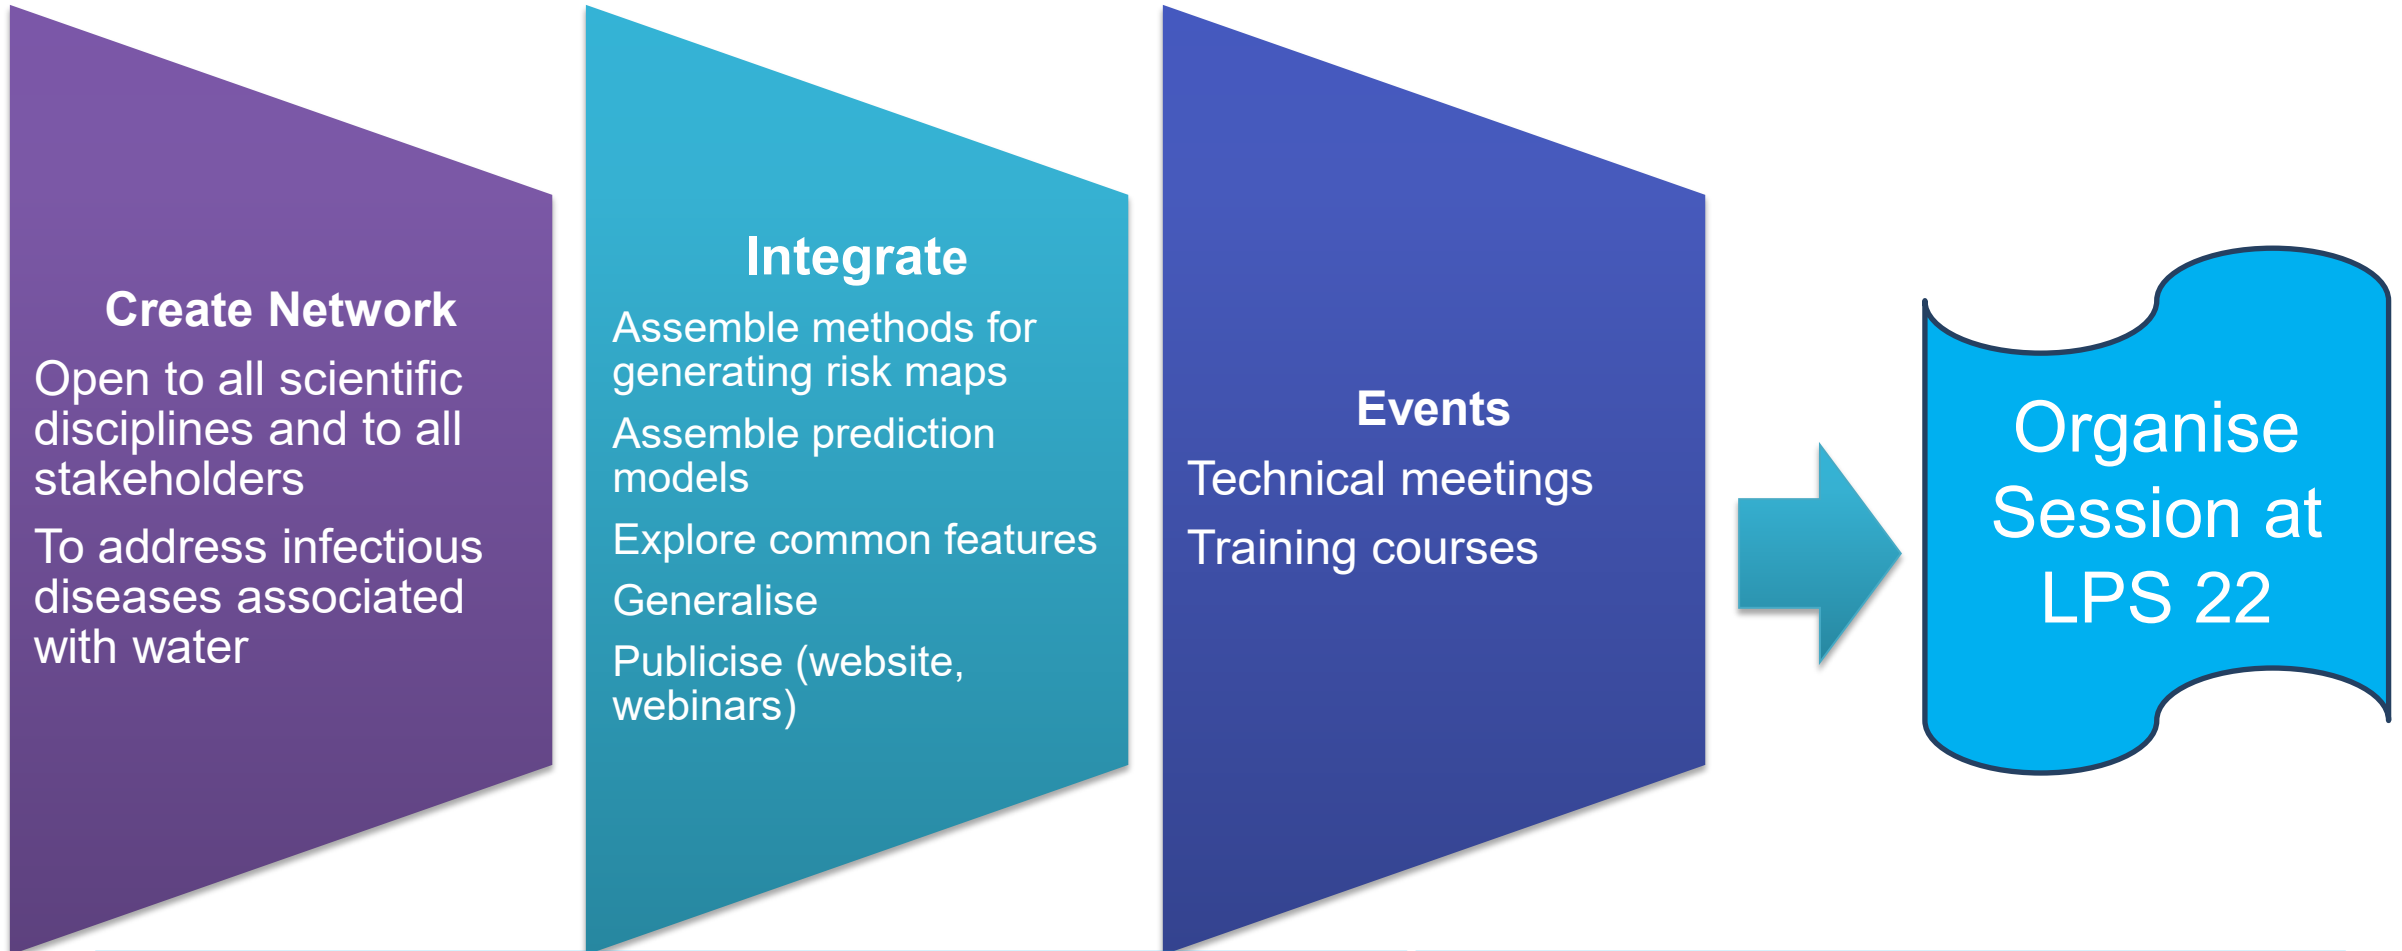 Create Network
Open to all scientific
disciplines and to all
stakeholders
To address infectious
diseases associated
with water
Integrate
Assemble methods for
generating risk maps
Assemble prediction
models
Explore common features
Generalise
Publicise (website,
webinars)
Events
Technical meetings
Training courses
Organise
Session at
LPS 22